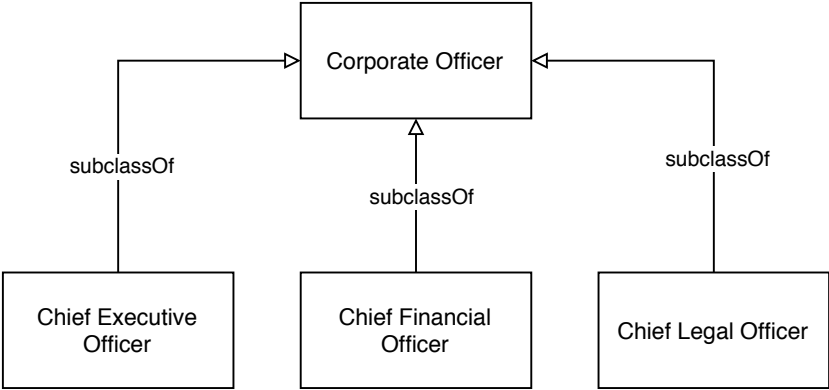 Corporate Officer
subclassOf
subclassOf
subclassOf
Chief Executive
Officer
Chief Financial
Officer
Chief Legal Officer